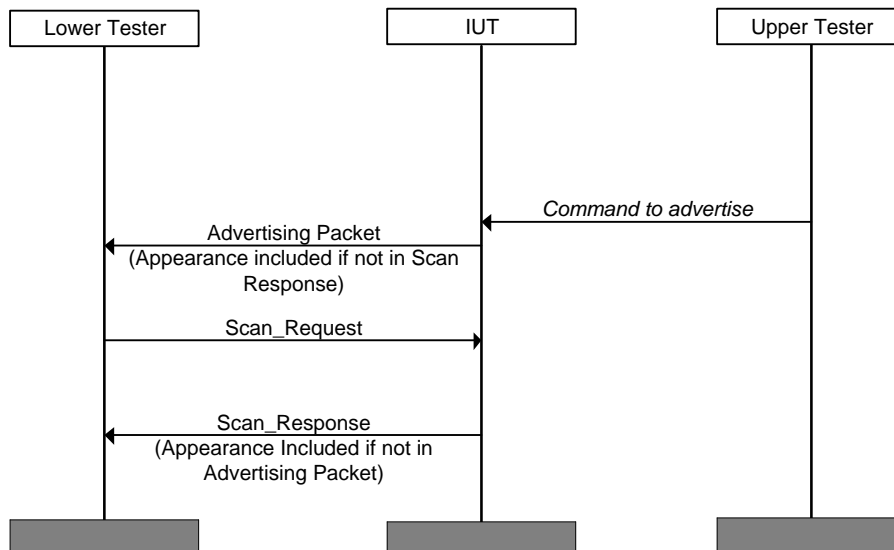 Lower Tester
IUT
Upper Tester
Command to advertise
Advertising Packet
(Appearance included if not in Scan
Response)
Scan_Request
Scan_Response
(Appearance Included if not in
Advertising Packet)